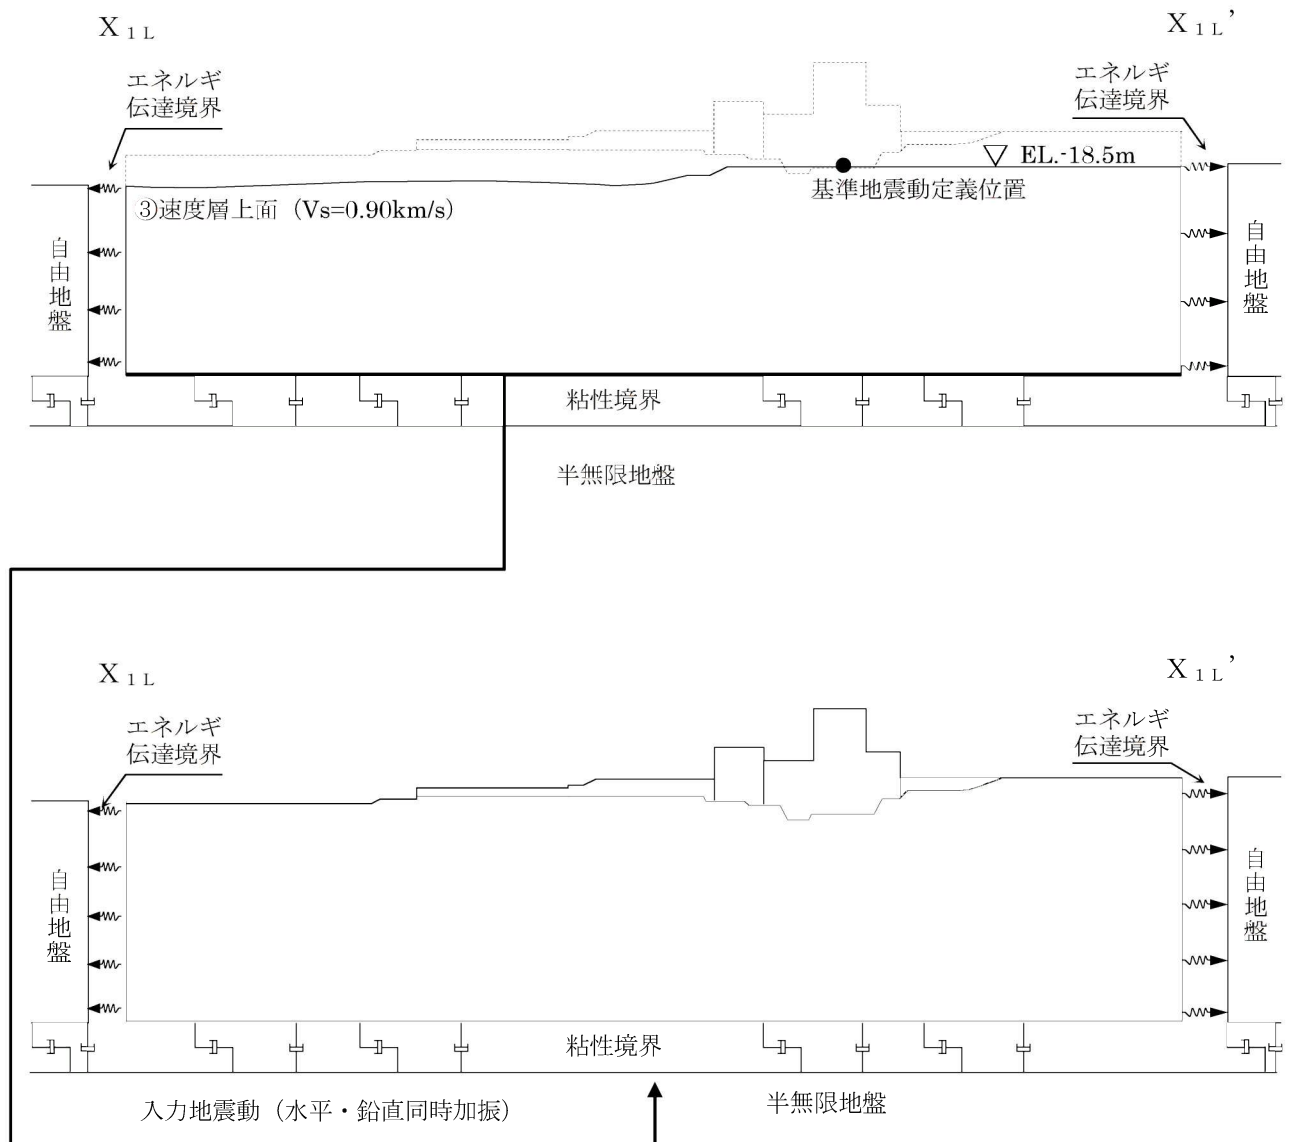 X 1L
X 1L’
エネルギ
伝達境界
エネルギ
伝達境界
▽ EL.-18.5m
基準地震動定義位置
③速度層上面（Vs=0.90km/s）
自由地盤
自由地盤
粘性境界
半無限地盤
X 1L
X 1L’
エネルギ
伝達境界
エネルギ
伝達境界
自由地盤
自由地盤
粘性境界
入力地震動（水平・鉛直同時加振）
半無限地盤